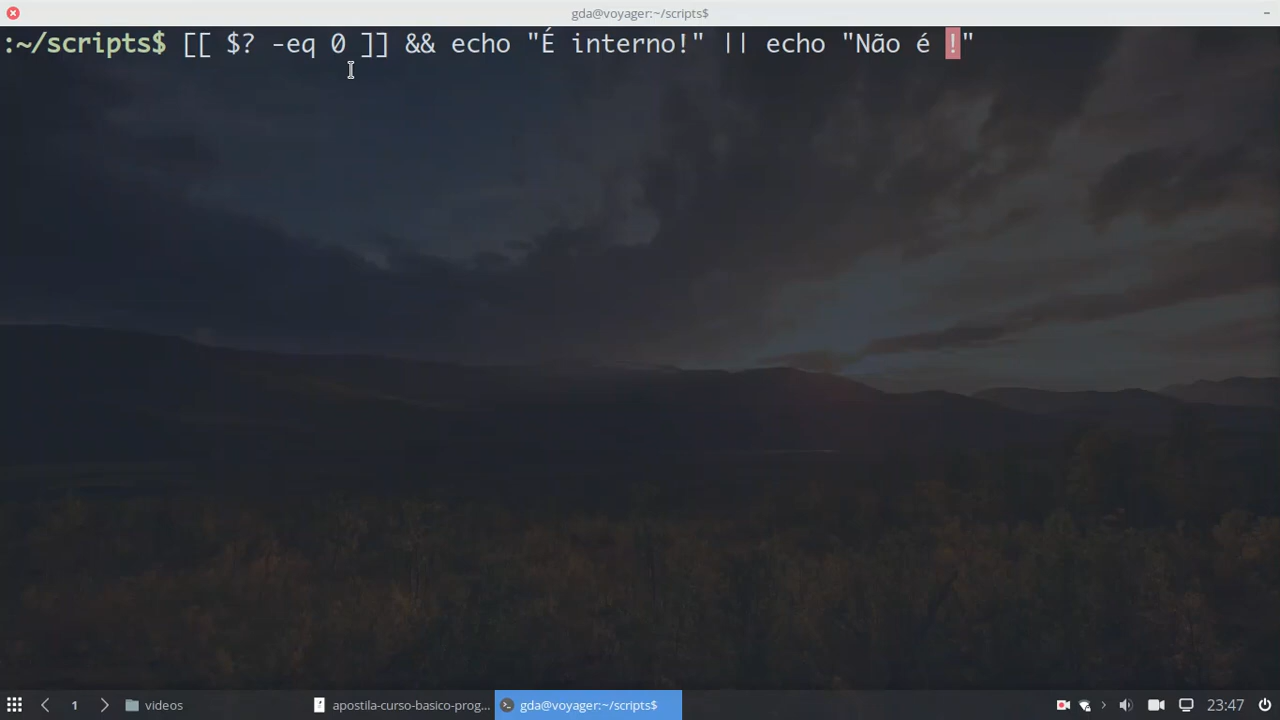 gda@voyager:~/scripts$
:~/scripts$ [[ $? -eq 0 ]] && echo "É interno!" || echo "Não é !"
1
videos
apostila-curso-basico-prog...
gda@voyager:~/scripts$
23:47